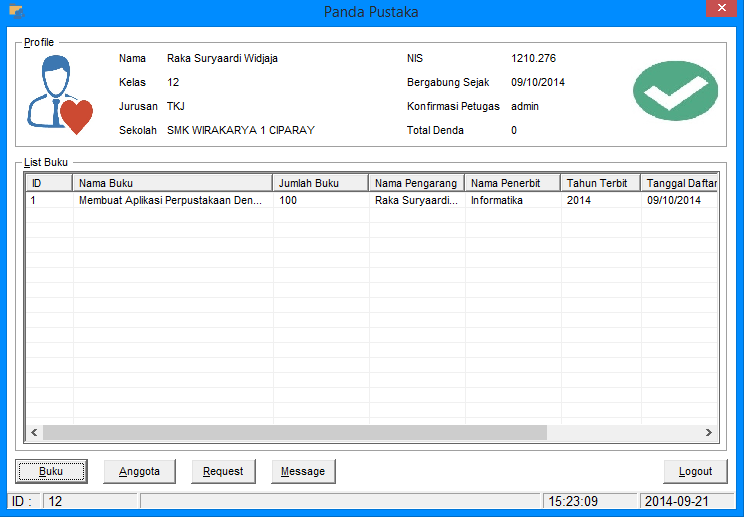 Panda Pustaka
Profile
Nama Raka Suryaardi Widjaja NIS 1210.276
Kelas 12 Bergabung Sejak 09/10/2014
Jurusan TKJ Konfirmasi Petugas admin
Sekolah SMK WIRAKARYA 1 CIPARAY Total Denda 0
List Buku
ID Nama Buku Jumlah Buku Nama Pengarang Nama Penerbit Tahun Terbit Tanggal Daftar
1 Membuat Aplikasi Perpustakaan Den... 100 Raka Suryaardi... Informatika 2014 09/10/2014
Buku Anggota Request Message Logout
ID : 12 15:23:09 2014-09-21